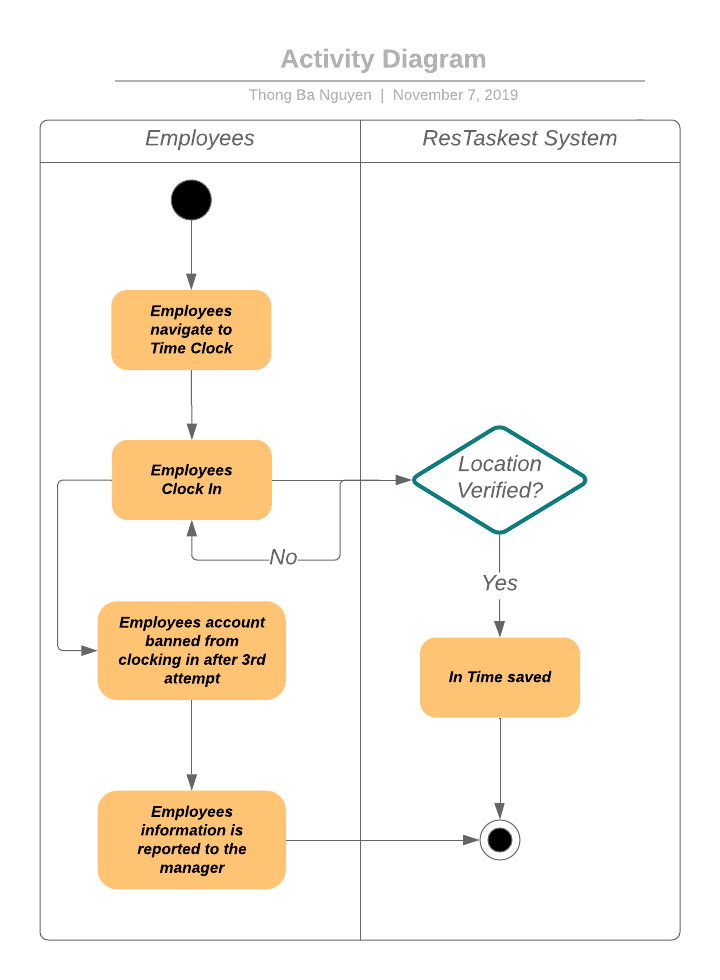 Activity Diagram
Thong Ba Nguyen | November 7, 2019
Employees
ResTaskest System
Employees
navigate to
Time Clock
Employees
Clock In
Location
Verified?
No
Yes
Employees account
banned from
clocking in after 3rd
attempt
In Time saved
Employees
information is
reported to the
manager